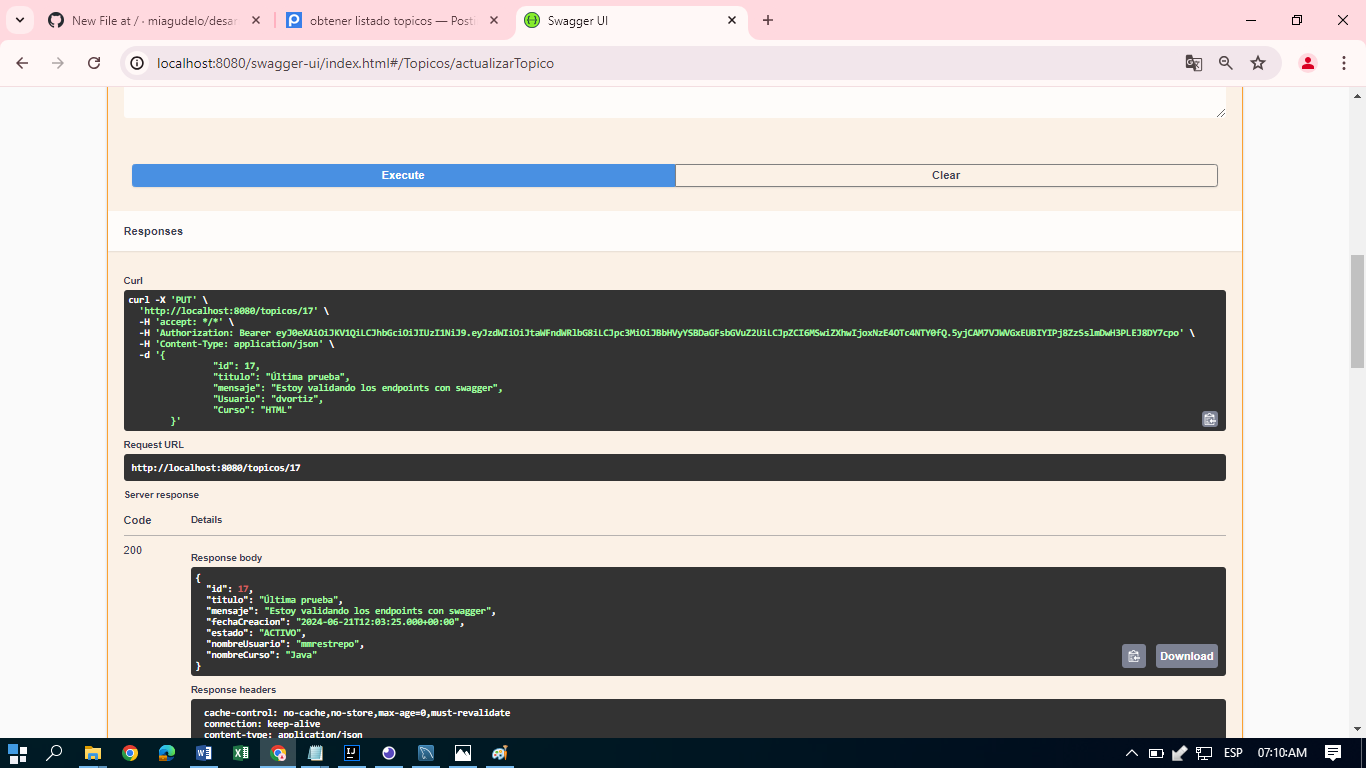 New File at / · miagudelo/desar
obtener listado topicos — Posti
Swagger UI
localhost:8080/swagger-ui/index.html#/Topicos/actualizarTopico
Execute
Clear
Responses
Curl
curl -X 'PUT' \
'http://localhost:8080/topicos/17' \
-H 'accept: */*' \
-H 'Authorization: Bearer \
-H 'Content-Type: application/json' \
-d '{
"id": 17,
"titulo": "Última prueba",
"mensaje": "Estoy validando los endpoints con swagger",
"Usuario": "dvortiz",
"Curso": "HTML"
}'
Request URL
http://localhost:8080/topicos/17
Server response
Code
Details
200
Response body
{
"id": 17,
"titulo": "Última prueba",
"mensaje": "Estoy validando los endpoints con swagger",
"fechaCreacion": "2024-06-21T12:03:25.000+00:00",
"estado": "ACTIVO",
"nombreUsuario": "mmrestrepo",
"nombreCurso": "Java"
}
Download
Response headers
cache-control: no-cache,no-store,max-age=0,must-revalidate
connection: keep-alive
content-type: application/json
ESP
07:10 AM